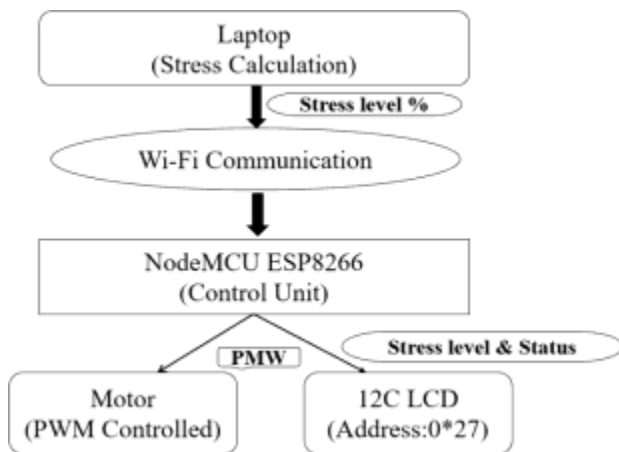 Laptop
(Stress Calculation)
Stress level %
Wi-Fi Communication
NodeMCU ESP8266
(Control Unit)
PMW
Stress level & Status
Motor
(PWM Controlled)
12C LCD
(Address:0*27)